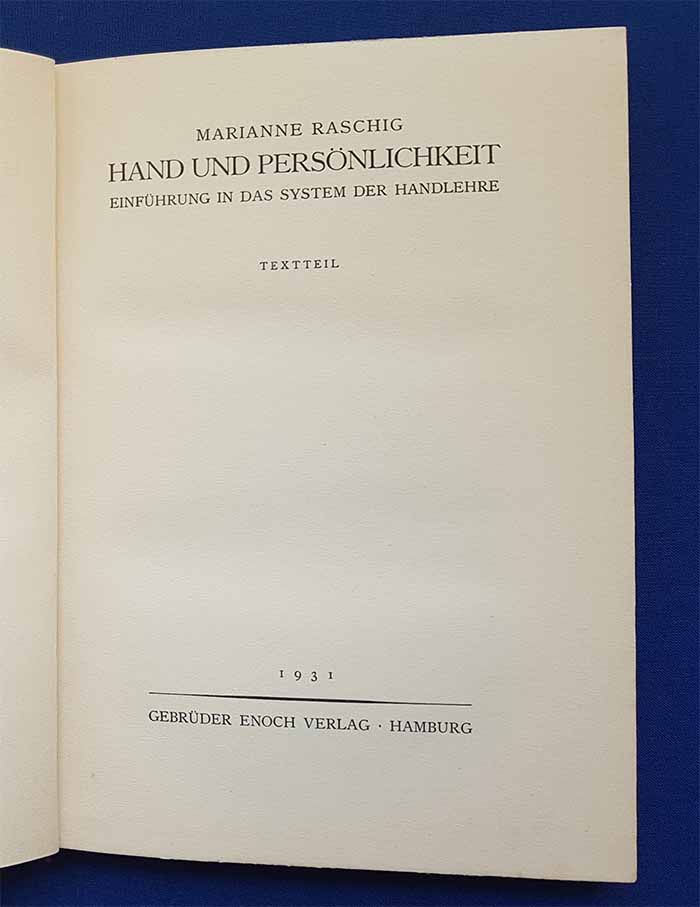 MARIANNE RASCHIG
HAND UND PERSÖNLICHKEIT
EINFÜHRUNG IN DAS SYSTEM DER HANDLEHRE
TEXTTEIL
1931
GEBRÜDER ENOCH VERLAG · HAMBURG